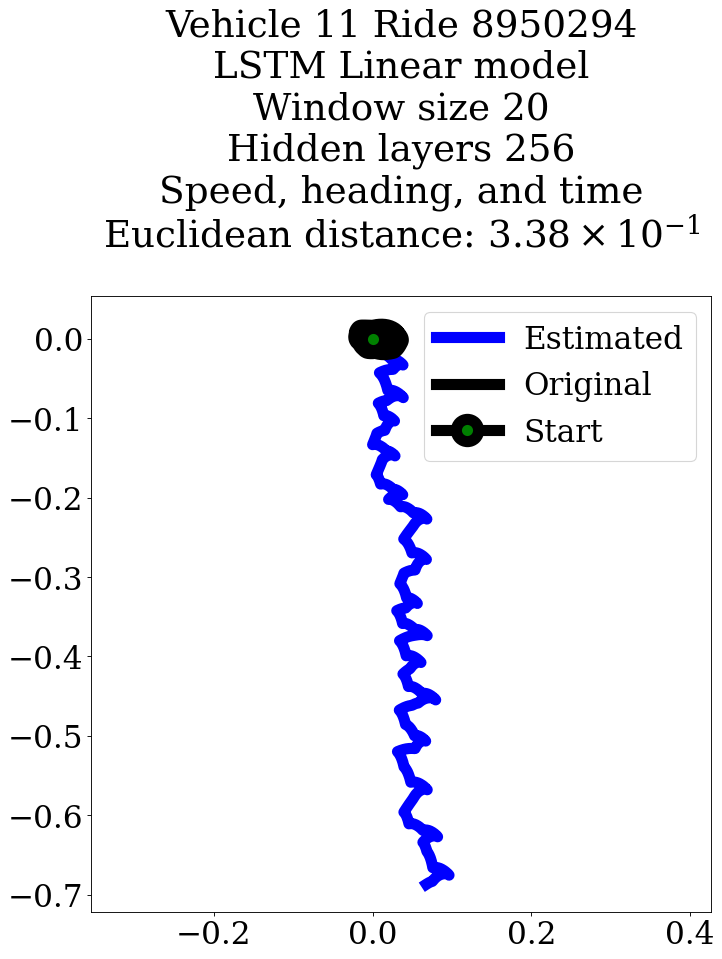 Vehicle 11 Ride 8950294
LSTM Linear model
Window size 20
Hidden layers 256
Speed, heading, and time
Euclidean distance: 3.38 × 10⁻¹
Estimated
Original
Start
0.0
−0.1
−0.2
−0.3
−0.4
−0.5
−0.6
−0.7
−0.2 0.0 0.2 0.4